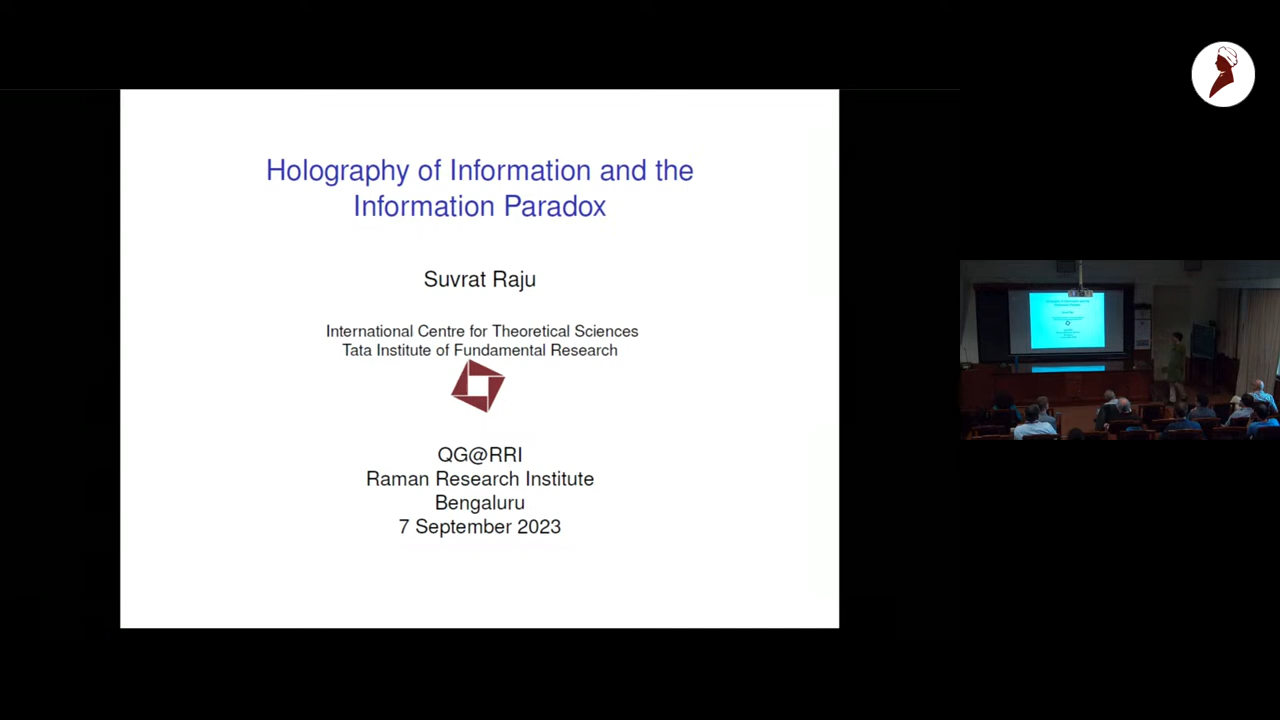 Holography of Information and the
Information Paradox
Suvrat Raju
International Centre for Theoretical Sciences
Tata Institute of Fundamental Research
QG@RRI
Raman Research Institute
Bengaluru
7 September 2023